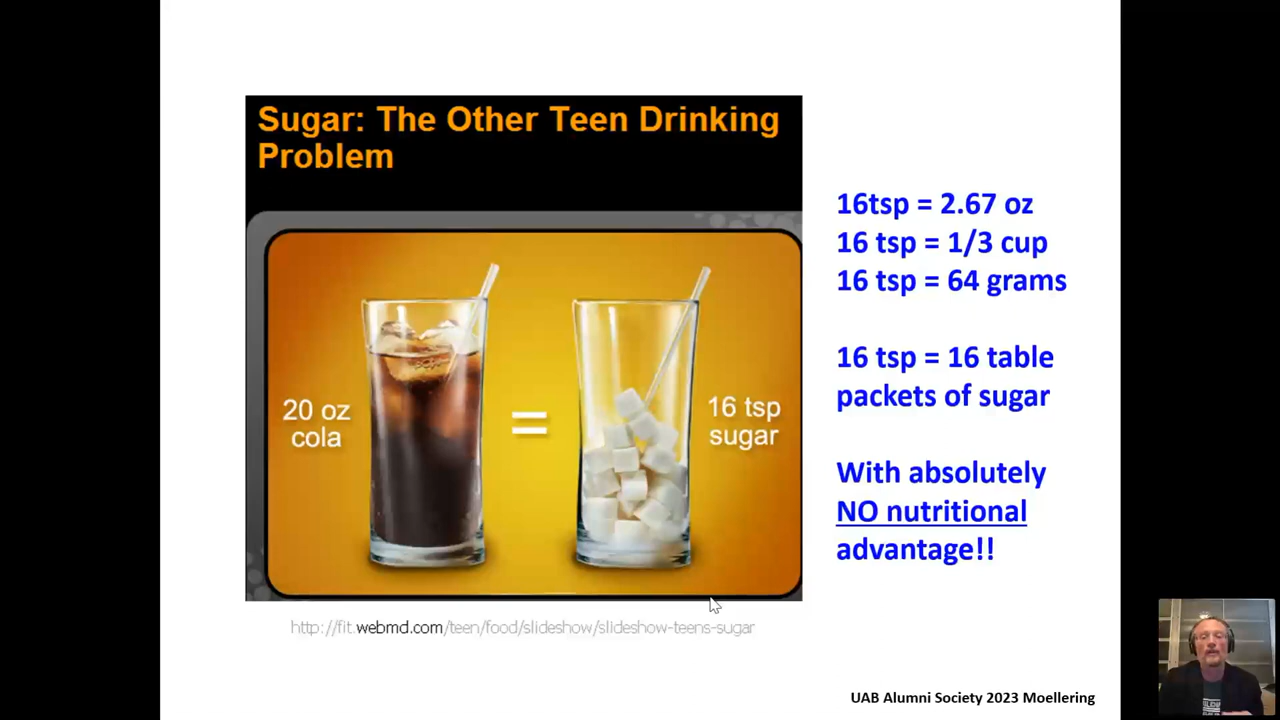 Sugar: The Other Teen Drinking
Problem
20 oz
cola
=
16 tsp
sugar
16tsp = 2.67 oz
16 tsp = 1/3 cup
16 tsp = 64 grams
16 tsp = 16 table
packets of sugar
With absolutely
NO nutritional
advantage!!
http://fit.webmd.com/teen/food/slideshow/slideshow-teens-sugar
UAB Alumni Society 2023 Moellering